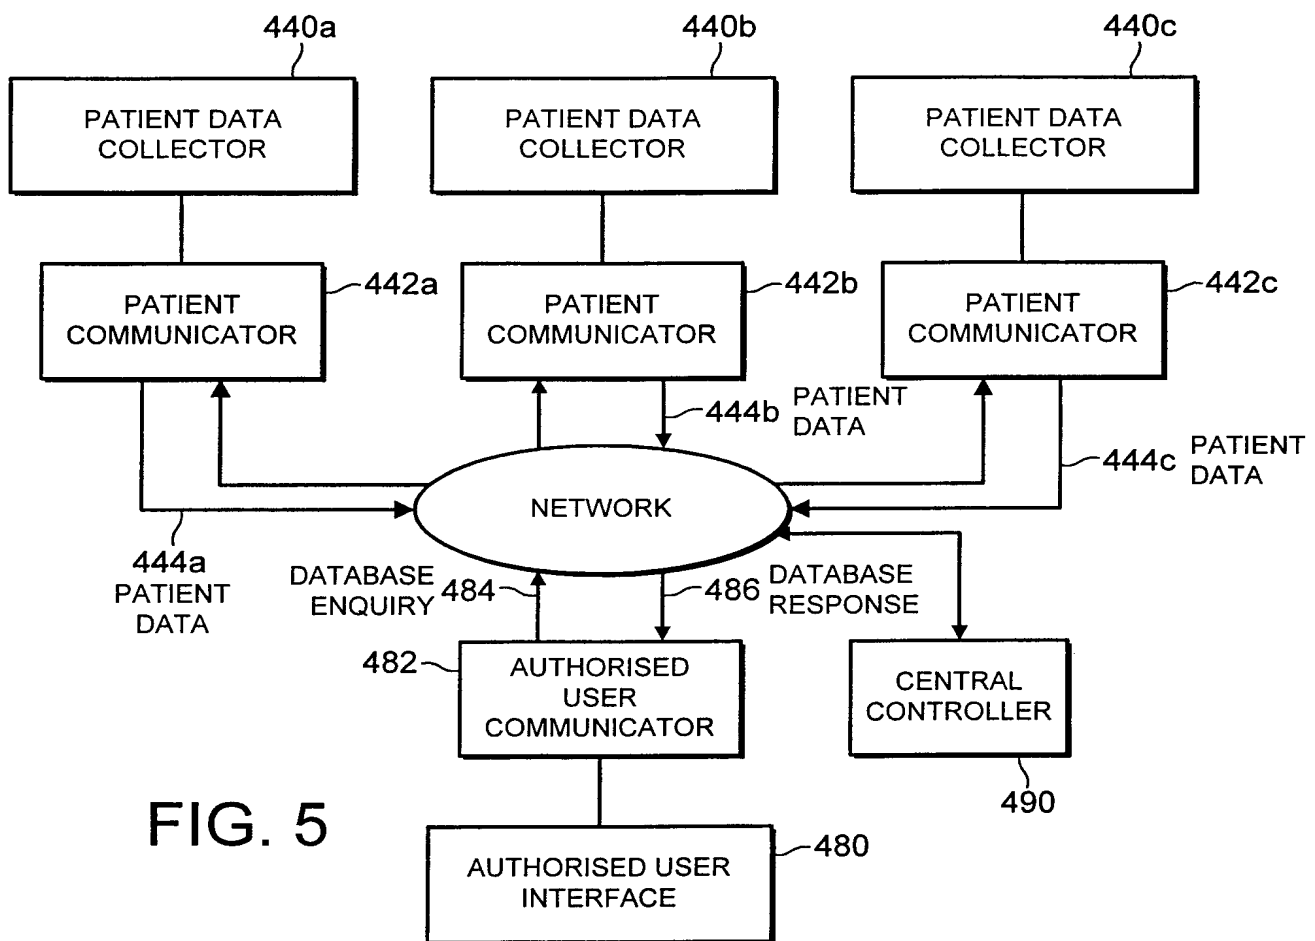 440a
440b
440c
PATIENT DATA
COLLECTOR
PATIENT DATA
COLLECTOR
PATIENT DATA
COLLECTOR
442a
442b
442c
PATIENT
COMMUNICATOR
PATIENT
COMMUNICATOR
PATIENT
COMMUNICATOR
444b
PATIENT
DATA
444c
PATIENT
DATA
NETWORK
444a
PATIENT
DATA
DATABASE
ENQUIRY
484
486
DATABASE
RESPONSE
482
AUTHORISED
USER
COMMUNICATOR
CENTRAL
CONTROLLER
490
FIG. 5
480
AUTHORISED USER
INTERFACE